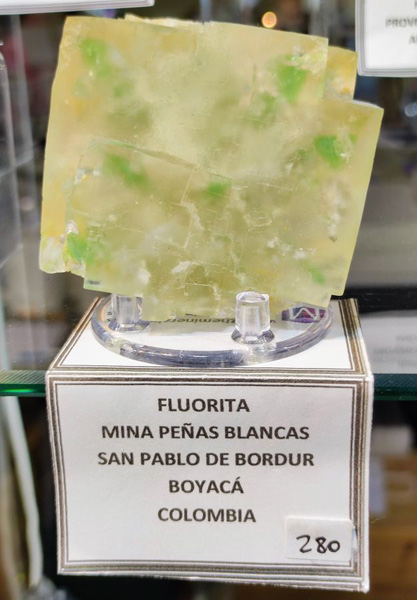 FLUORITA
MINA PEÑAS BLANCAS
SAN PABLO DE BORDUR
BOYACÁ
COLOMBIA
280